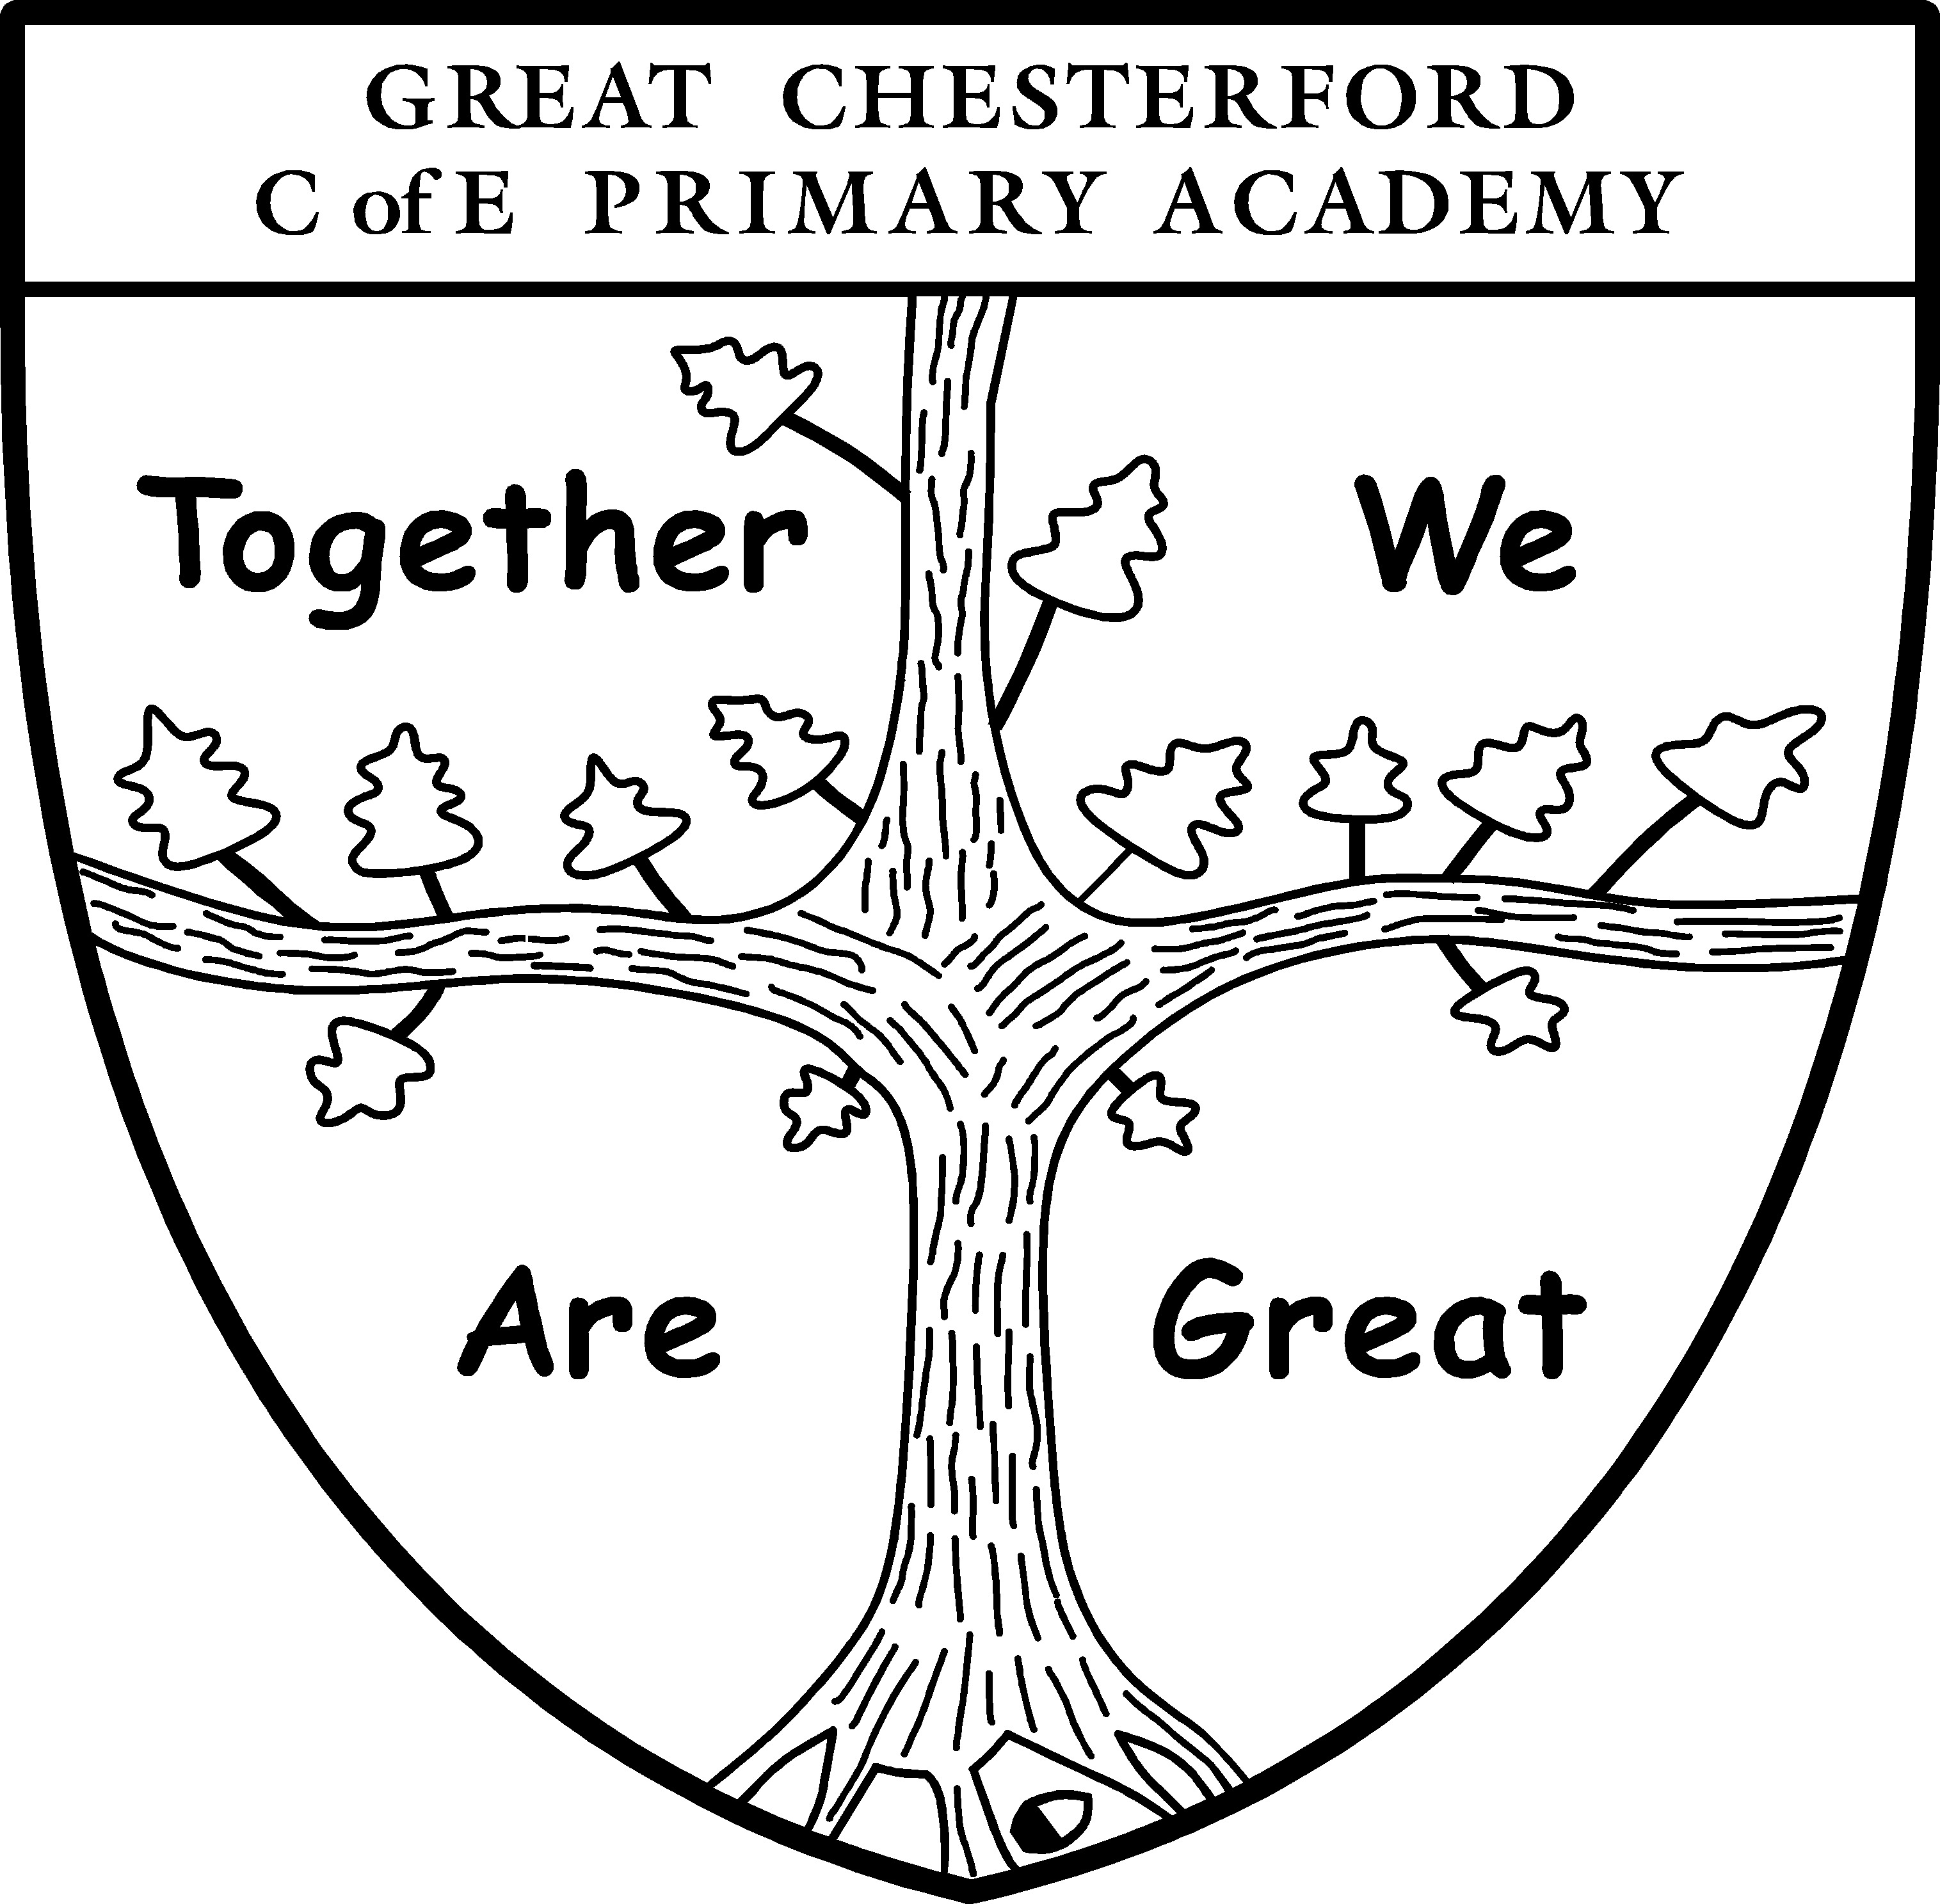 GREAT CHESTERFORD
C of E PRIMARY ACADEMY
Together We
Are Great